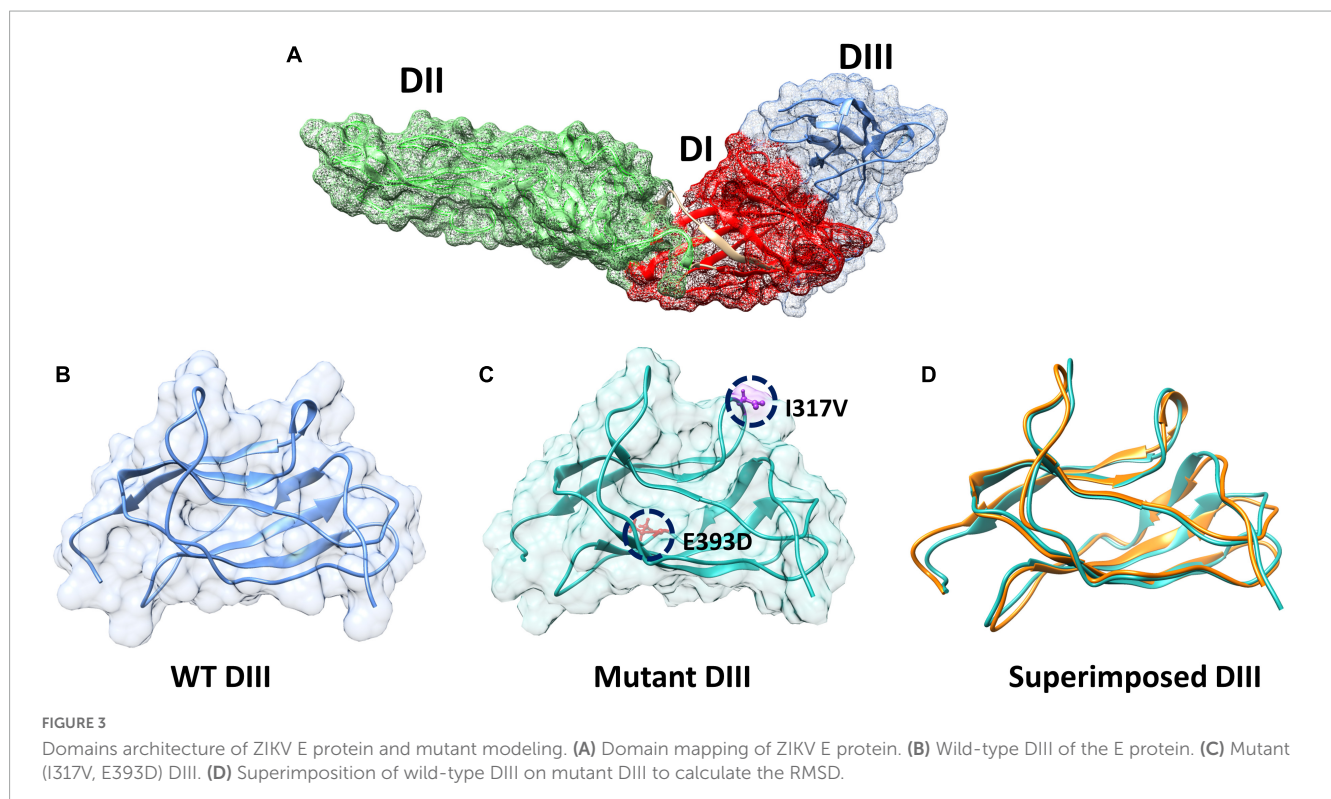 A
DII
DI
DIII
B
WT DIII
C
I317V
E393D
Mutant DIII
D
Superimposed DIII
FIGURE 3
Domains architecture of ZIKV E protein and mutant modeling. (A) Domain mapping of ZIKV E protein. (B) Wild-type DIII of the E protein. (C) Mutant
(I317V, E393D) DIII. (D) Superimposition of wild-type DIII on mutant DIII to calculate the RMSD.